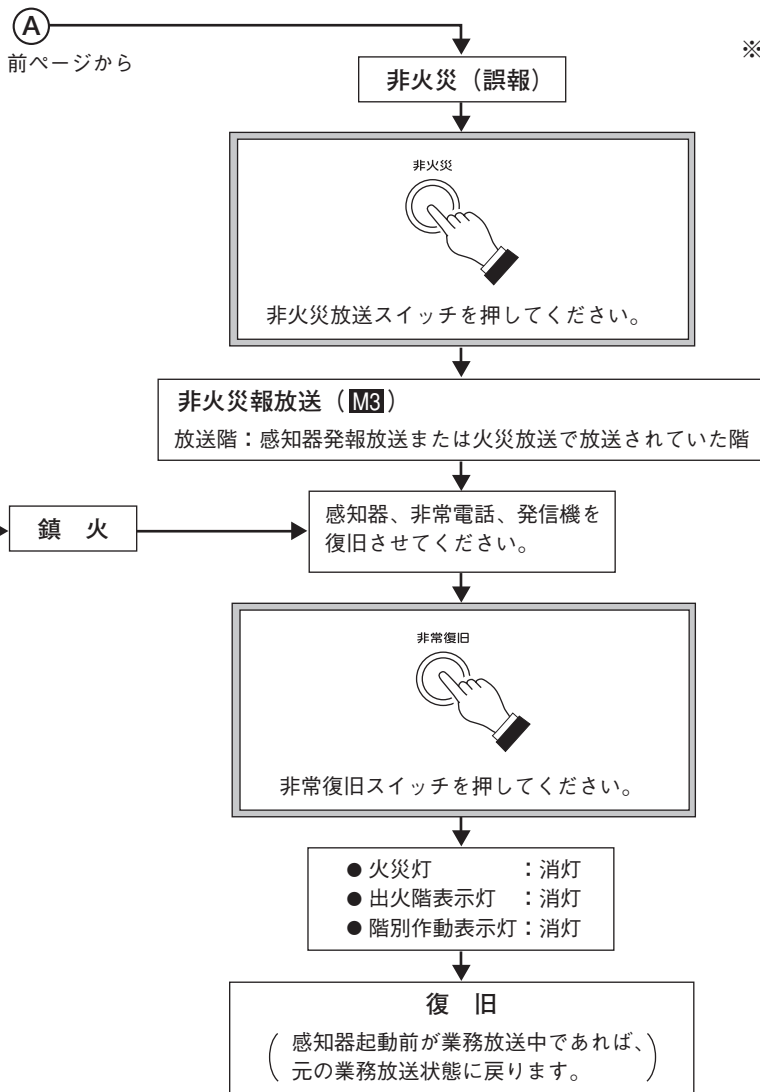 A
前ページから
※
非火災（誤報）
非火災
非火災放送スイッチを押してください。
非火災報放送（M3）
放送階：感知器発報放送または火災放送で放送されていた階
鎮　火
感知器、非常電話、発信機を
復旧させてください。
非常復旧
非常復旧スイッチを押してください。
●火災灯　　　　：消灯
●出火階表示灯　：消灯
●階別作動表示灯：消灯
復　旧
（感知器起動前が業務放送中であれば、
元の業務放送状態に戻ります。）